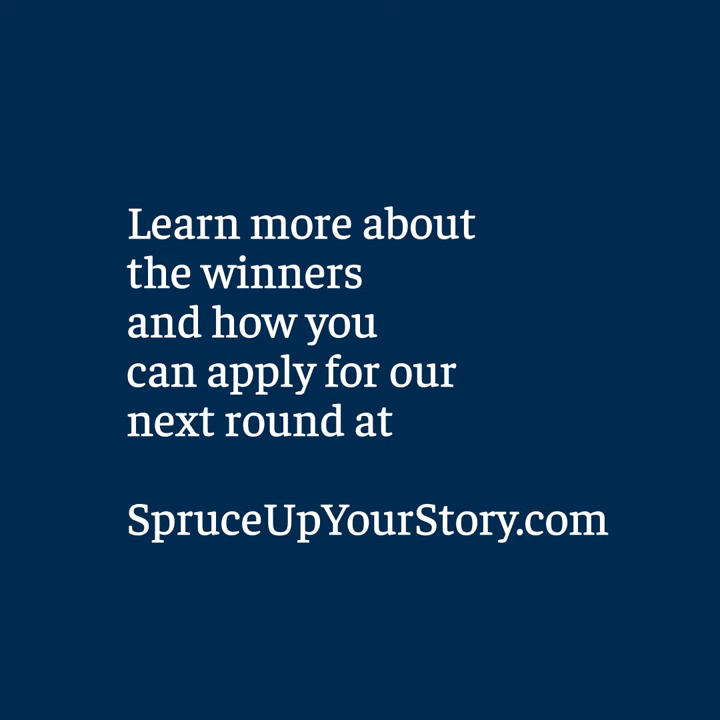 Learn more about
the winners
and how you
can apply for our
next round at
SpruceUpYourStory.com